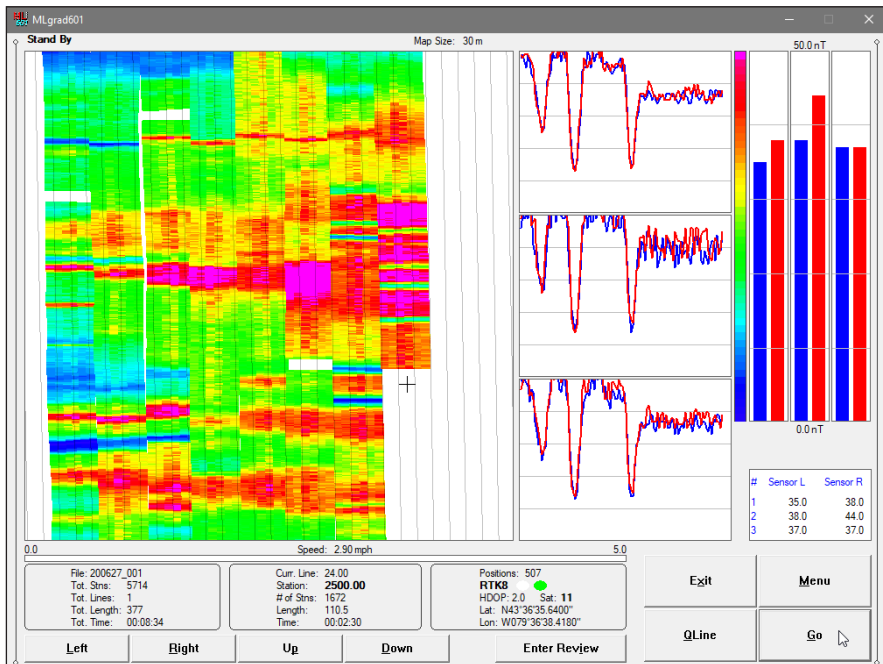 MLgrad601
Stand By
Map Size: 30 m
50.0 nT
0.0 nT
# Sensor L Sensor R
1 35.0 38.0
2 38.0 44.0
3 37.0 37.0
0.0 Speed: 2.90 mph 5.0
File: 200627_001
Tot. Stns: 5714
Tot. Lines: 1
Tot. Length: 377
Tot. Time: 00:08:34
Curr. Line: 24.00
Station: 2500.00
# of Stns: 1672
Length: 110.5
Time: 00:02:30
Positions: 507
RTK8
HDOP: 2.0 Sat: 11
Lat: N43°36'35.6400"
Lon: W079°36'38.4180"
Exit
Menu
QLine
Go
Left
Right
Up
Down
Enter Review